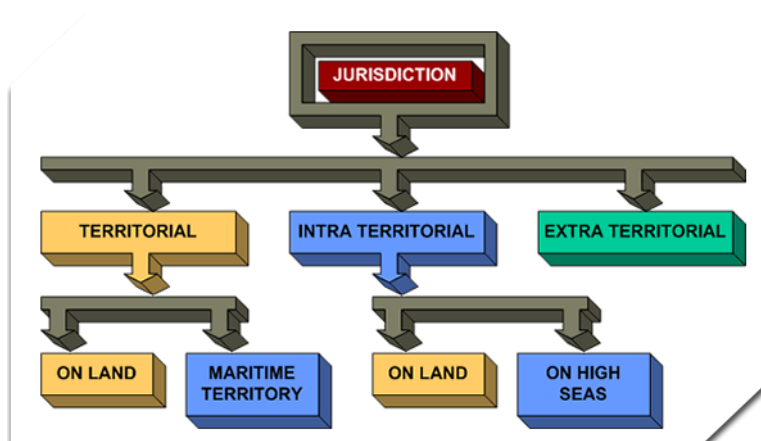 JURISDICTION
TERRITORIAL
INTRA TERRITORIAL
EXTRA TERRITORIAL
ON LAND
MARITIME
TERRITORY
ON LAND
ON HIGH
SEAS